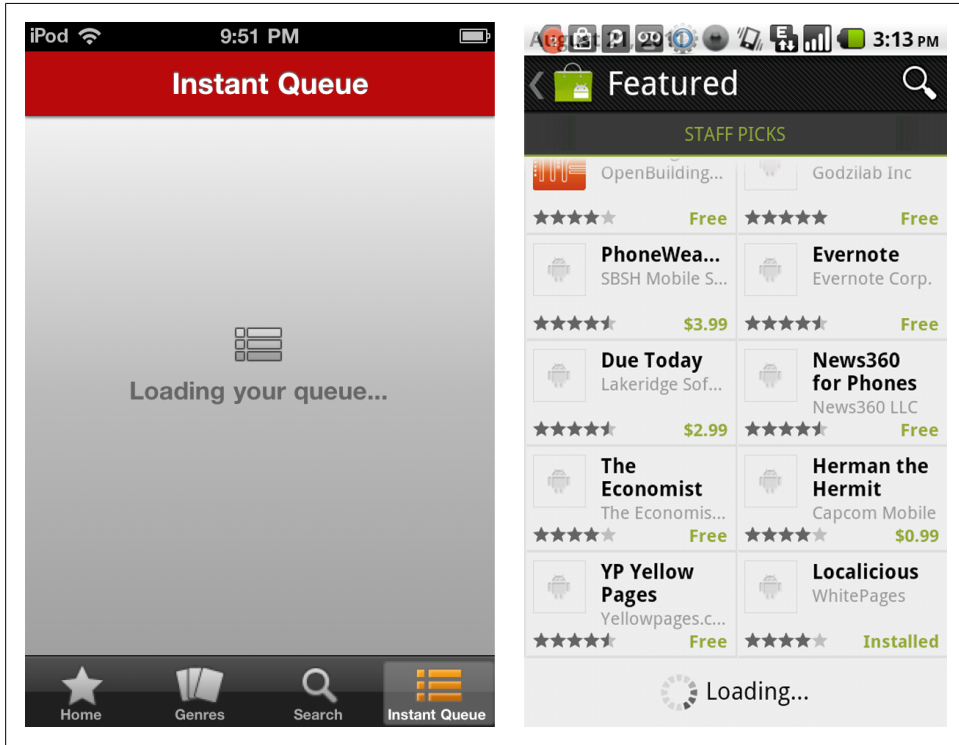 iPod 9:51 PM
Instant Queue
Loading your queue...
Home Genres Search Instant Queue
3:13 PM
Featured
STAFF PICKS
OpenBuilding... Godzilab Inc
Free Free
PhoneWea... Evernote
SBSH Mobile S... Evernote Corp.
$3.99 Free
Due Today News360
Lakeridge Sof... for Phones
News360 LLC
$2.99 Free
The Herman the
Economist Hermit
The Economis... Capcom Mobile
Free $0.99
YP Yellow Localicious
Pages WhitePages
Yellowpages.c...
Free Installed
Loading...